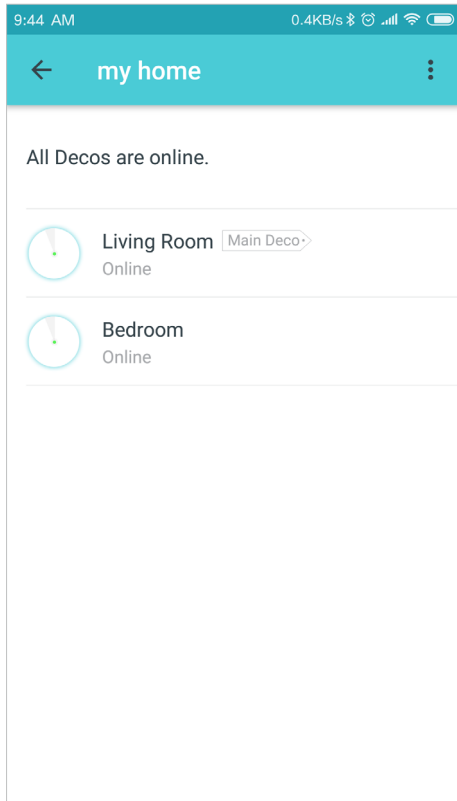 9:44 AM 0.4KB/s
my home
All Decos are online.
Living Room Main Deco
Online
Bedroom
Online